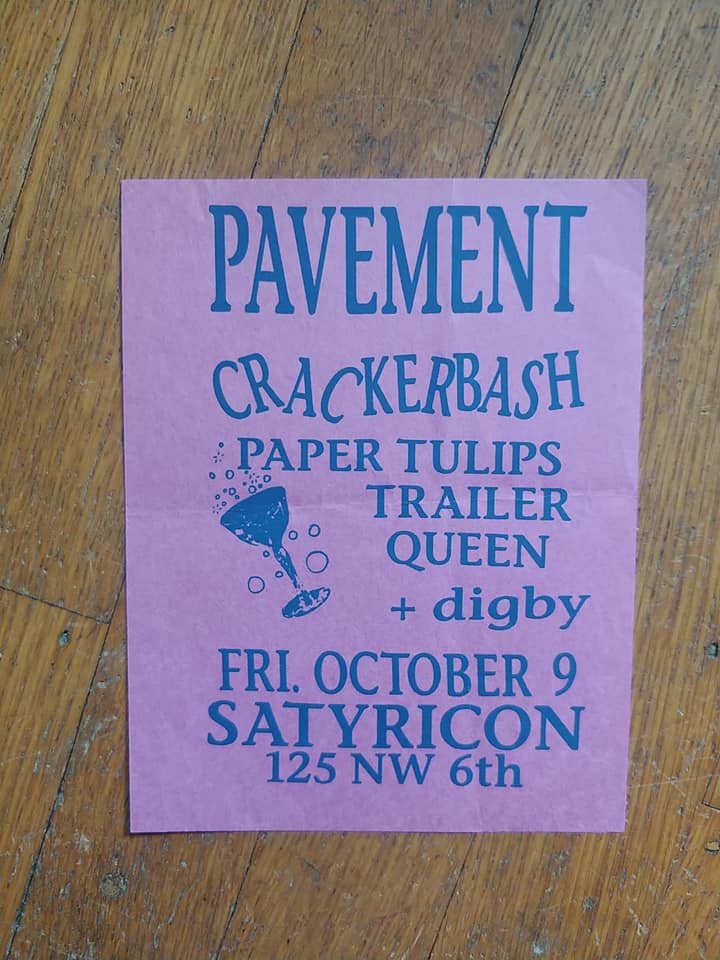 PAVEMENT
CRACKERBASH
PAPER TULIPS
TRAILER
QUEEN
+ digby
FRI. OCTOBER 9
SATYRICON
125 NW 6th